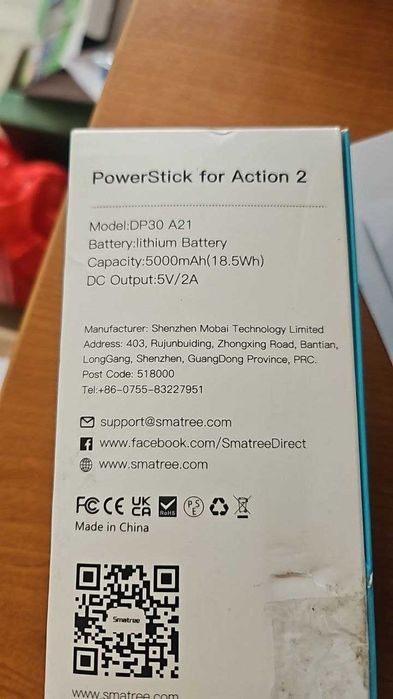 PowerStick for Action 2
Model:DP30 A21
Battery:lithium Battery
Capacity:5000mAh(18.5Wh)
DC Output:5V/2A
Manufacturer: Shenzhen Mobai Technology Limited
Address: 403, Rujunbuiding, Zhongxing Road, Bantian,
LongGang, Shenzhen, GuangDong Province, PRC.
Post Code: 518000
Tel:+86-0755-83227951
support@smatree.com
www.facebook.com/SmatreeDirect
www.smatree.com
FC CE UK CA RoHS PSE
Made in China
Smatree
www.smatree.com